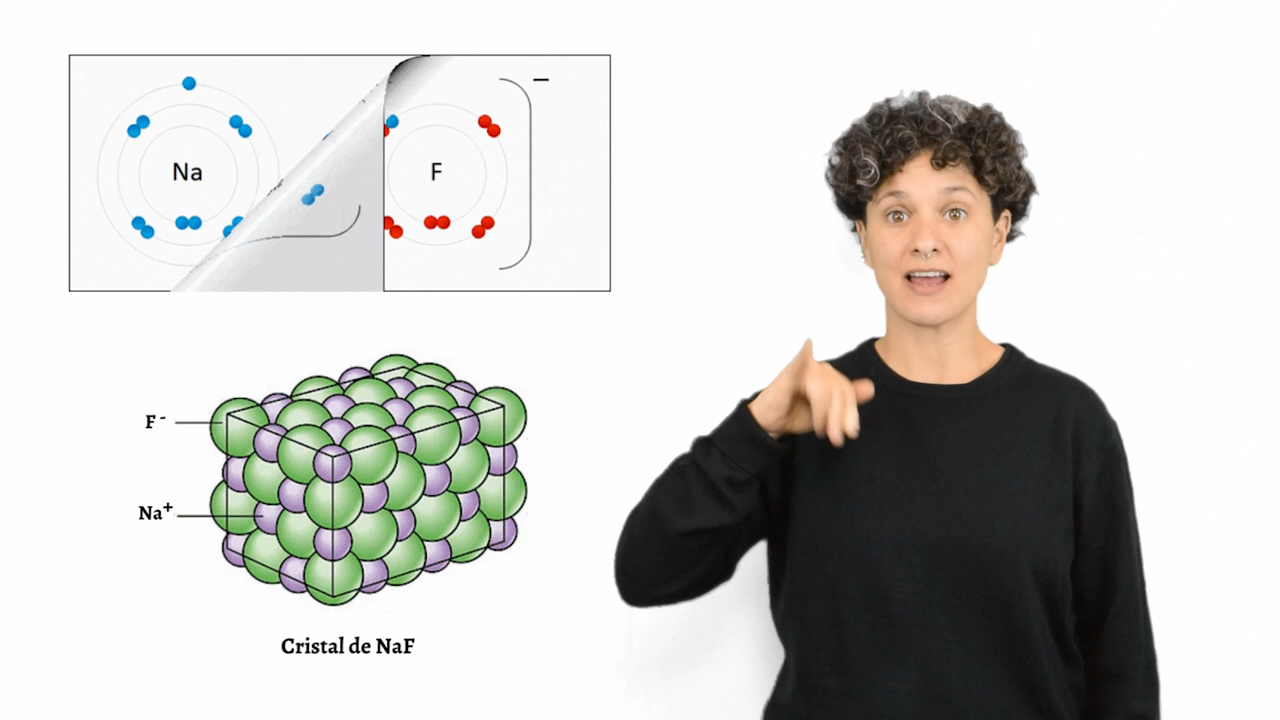 Na
F
−
F -
Na+
Cristal de NaF